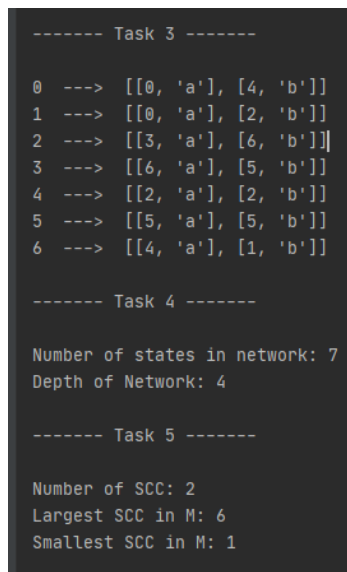 ------- Task 3 -------
0 ---> [[0, 'a'], [4, 'b']]
1 ---> [[0, 'a'], [2, 'b']]
2 ---> [[3, 'a'], [6, 'b']]
3 ---> [[6, 'a'], [5, 'b']]
4 ---> [[2, 'a'], [2, 'b']]
5 ---> [[5, 'a'], [5, 'b']]
6 ---> [[4, 'a'], [1, 'b']]
------- Task 4 -------
Number of states in network: 7
Depth of Network: 4
------- Task 5 -------
Number of SCC: 2
Largest SCC in M: 6
Smallest SCC in M: 1